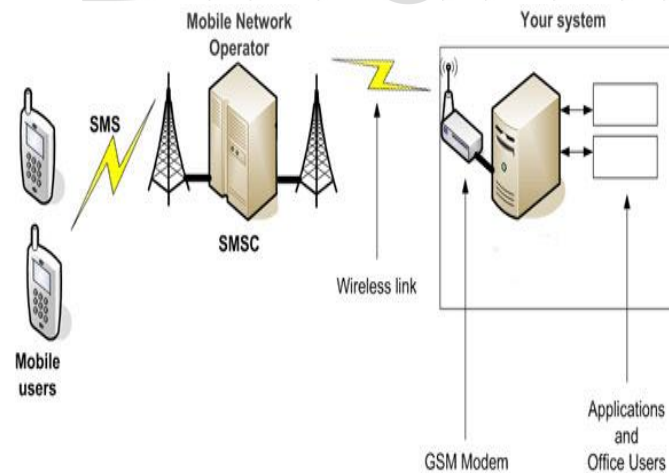 Mobile Network
Operator
Your system
SMS
SMSC
Wireless link
Mobile
users
GSM Modem
Applications
and
Office Users